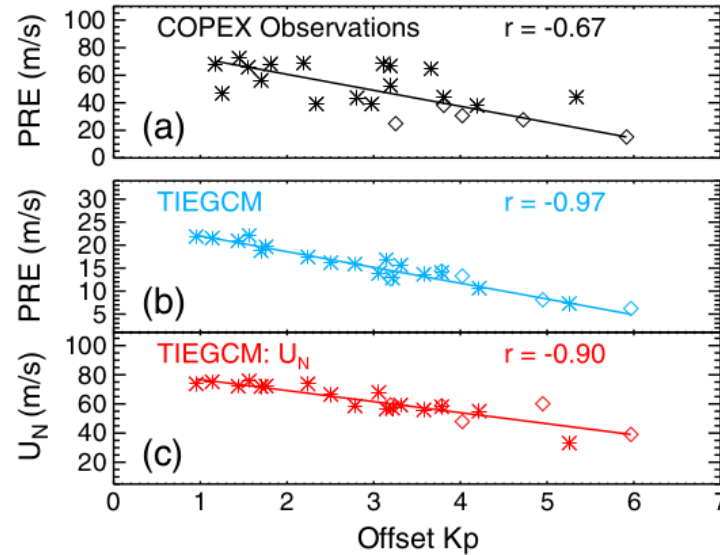 COPEX Observations r = -0.67
100
80
60
40
20
0
PRE (m/s)
(a)
TIEGCM r = -0.97
30
25
20
15
10
5
PRE (m/s)
(b)
TIEGCM: U_N r = -0.90
100
80
60
40
20
U_N (m/s)
(c)
0 1 2 3 4 5 6 7
Offset Kp